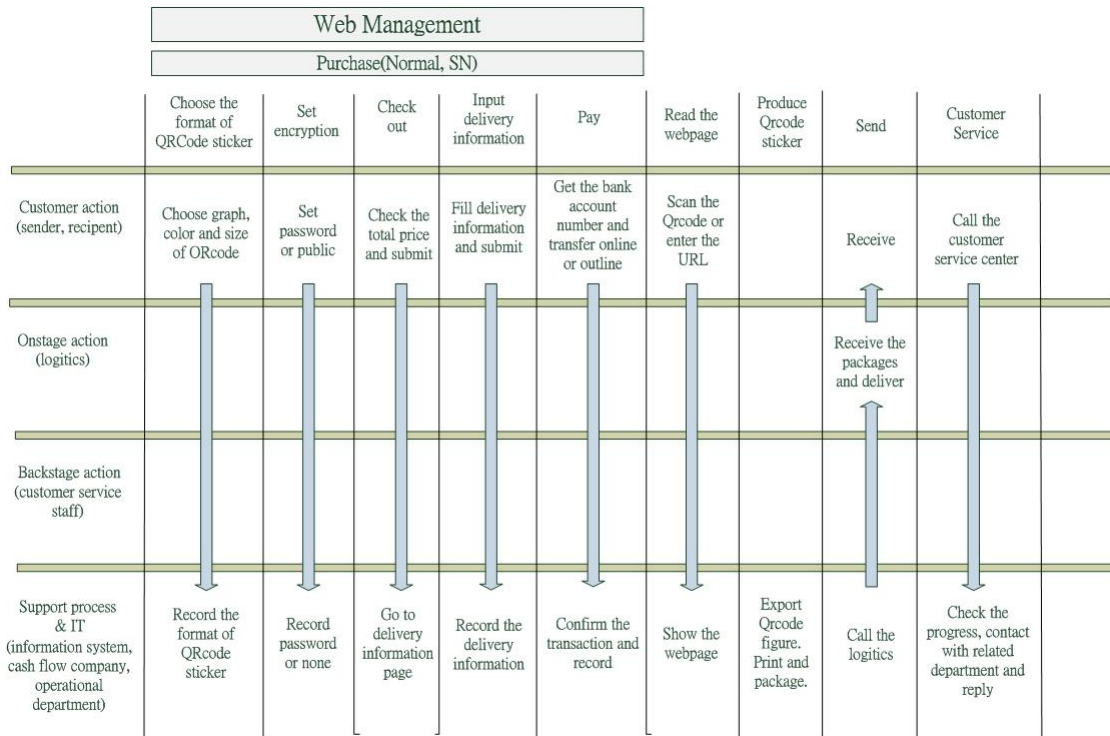 Web Management
Purchase(Normal, SN)
Choose the
format of
QRCode sticker
Set
encryption
Check
out
Input
delivery
information
Pay
Read the
webpage
Produce
Qrcode
sticker
Send
Customer
Service
Customer action
(sender, recipent)
Choose graph,
color and size
of ORcode
Set
password
or public
Check the
total price
and submit
Fill delivery
information
and submit
Get the bank
account
number and
transfer online
or outline
Scan the
Qrcode or
enter the
URL
Receive
Call the
customer
service center
Onstage action
(logitics)
Receive the
packages
and deliver
Backstage action
(customer service
staff)
Support process
& IT
(information system,
cash flow company,
operational
department)
Record the
format of
QRcode
sticker
Record
password
or none
Go to
delivery
information
page
Record the
delivery
information
Confirm the
transaction and
record
Show the
webpage
Export
Qrcode
figure.
Print and
package.
Call the
logitics
Check the
progress, contact
with related
department and
reply